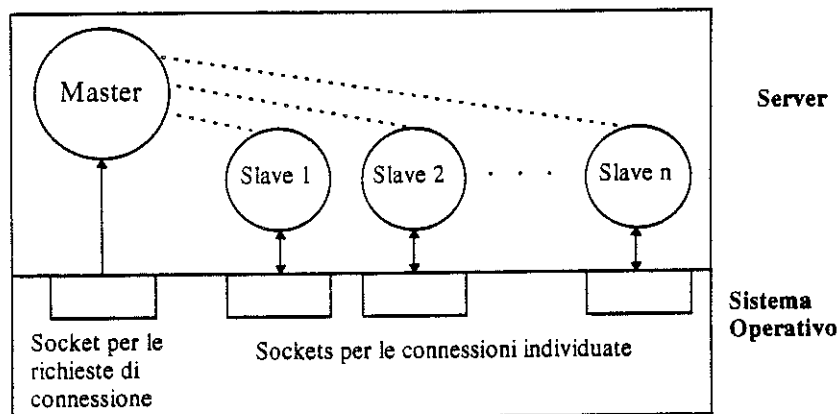 Master
Server
Slave 1
Slave 2
Slave n
Sistema
Operativo
Socket per le
richieste di
connessione
Sockets per le connessioni individuate